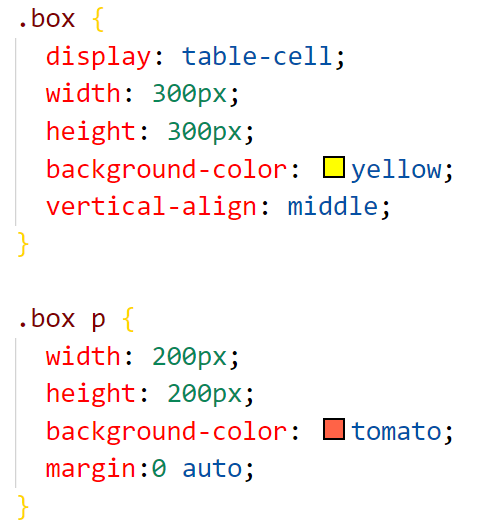 .box {
display: table-cell;
width: 300px;
height: 300px;
background-color: yellow;
vertical-align: middle;
}
.box p {
width: 200px;
height: 200px;
background-color: tomato;
margin:0 auto;
}